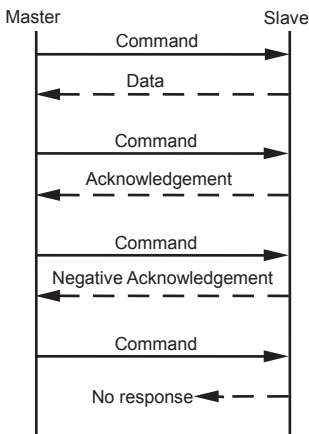 Master Slave
Command
Data
Command
Acknowledgement
Command
Negative Acknowledgement
Command
No response